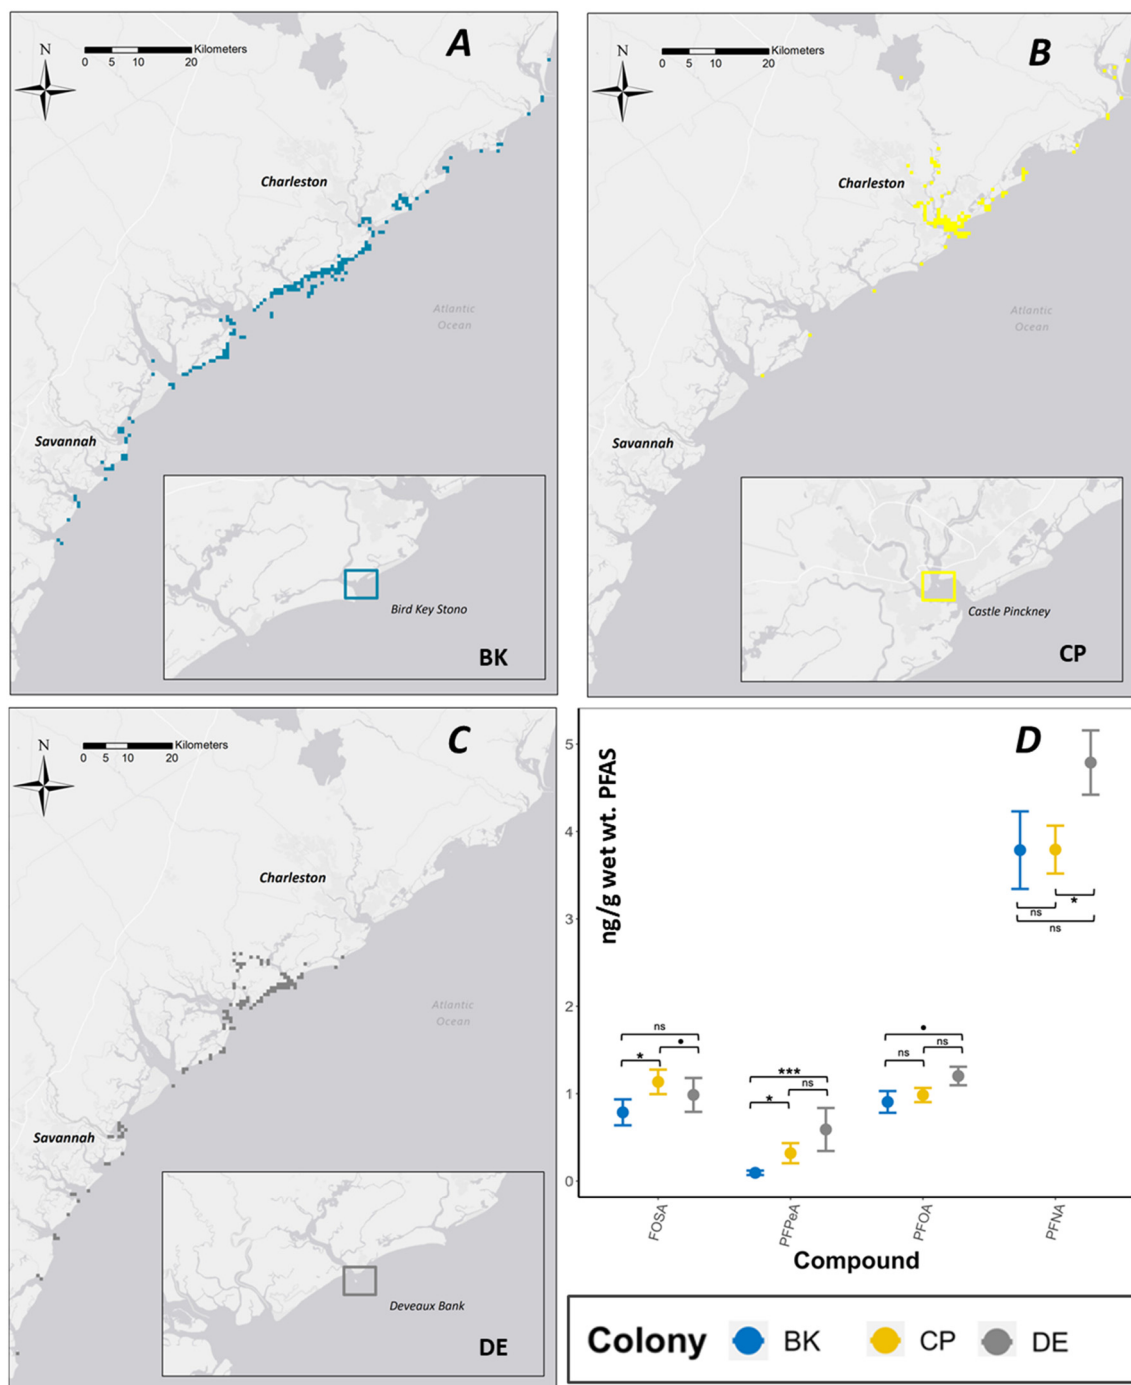 A
N
Kilometers
0 5 10 20
Charleston
Atlantic
Ocean
Savannah
Bird Key Stono
BK
B
N
Kilometers
0 5 10 20
Charleston
Atlantic
Ocean
Savannah
Castle Pinckney
CP
C
N
Kilometers
0 5 10 20
Charleston
Atlantic
Ocean
Savannah
Deveaux Bank
DE
D
ng/g wet wt. PFAS
5
4
3
2
1
0
ns
*
•
***
*
ns
•
ns
ns
*
ns
ns
FOSA
PFPeA
PFOA
PFNA
Compound
Colony BK CP DE